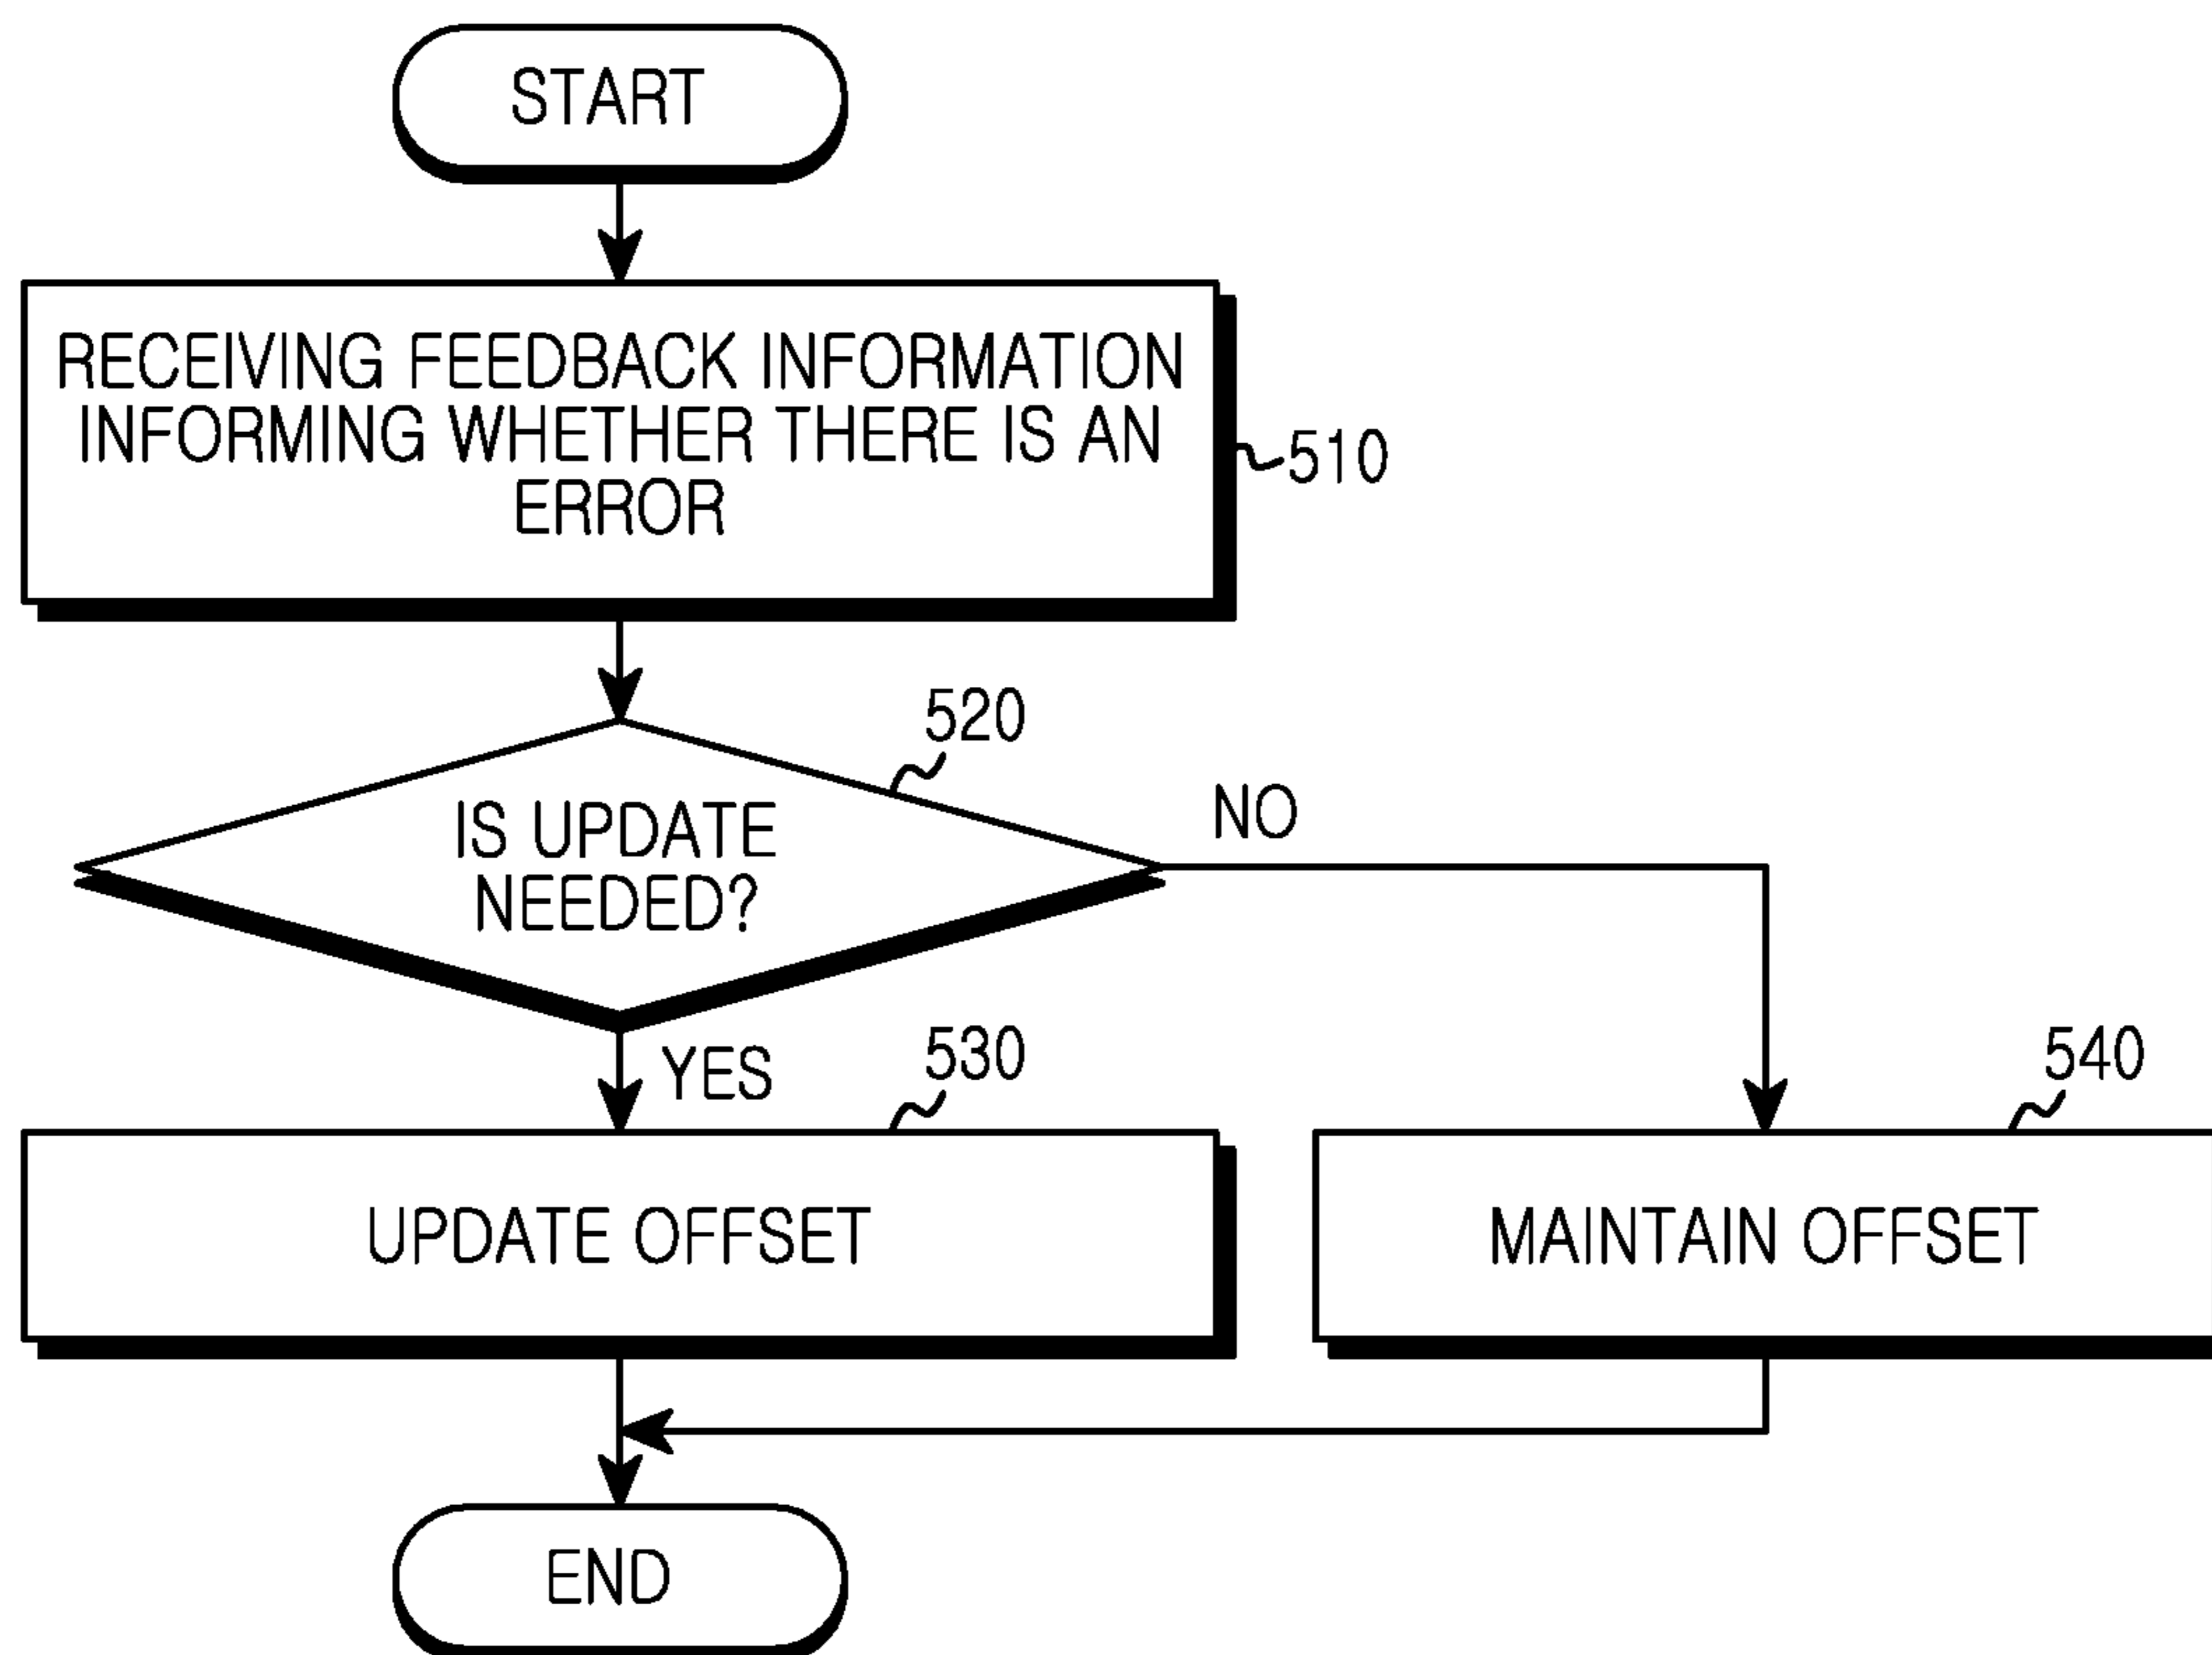 START
RECEIVING FEEDBACK INFORMATION
INFORMING WHETHER THERE IS AN
ERROR
510
520
IS UPDATE
NEEDED?
NO
YES
530
540
UPDATE OFFSET
MAINTAIN OFFSET
END